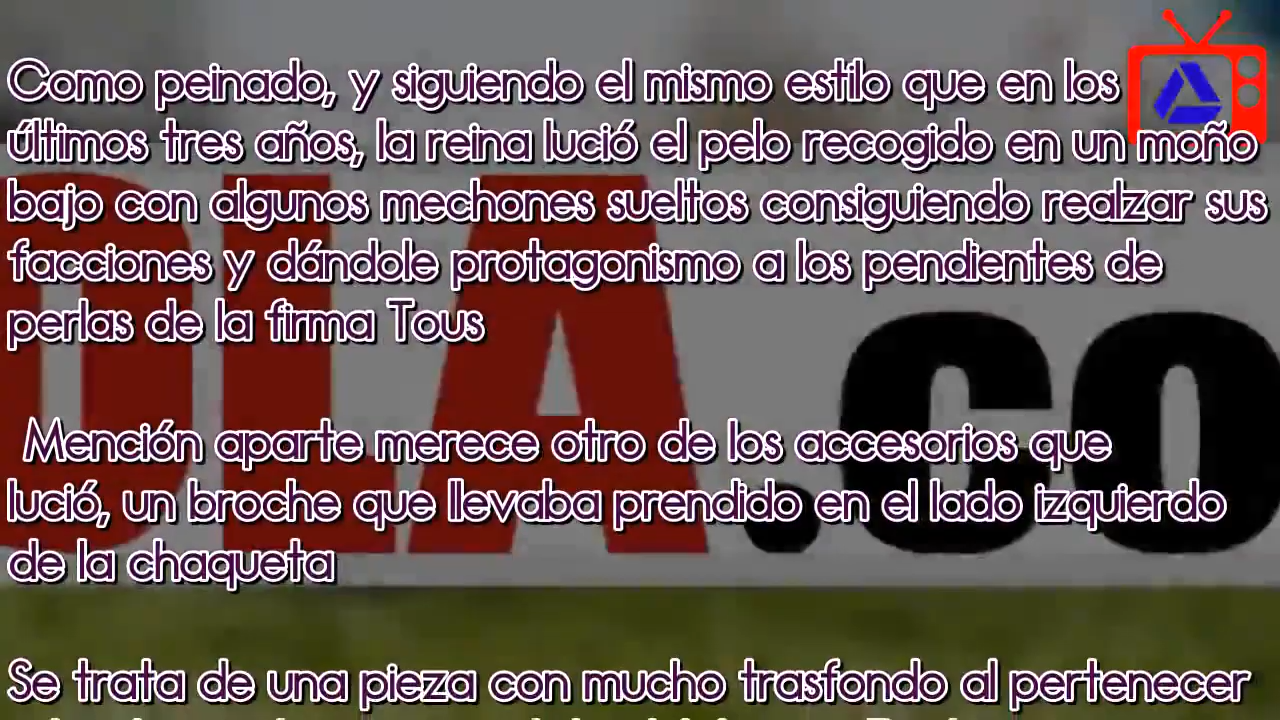 Como peinado, y siguiendo el mismo estilo que en los
últimos tres años, la reina lució el pelo recogido en un moño
bajo con algunos mechones sueltos consiguiendo realzar sus
facciones y dándole protagonismo a los pendientes de
perlas de la firma Tous
Mención aparte merece otro de los accesorios que
lució, un broche que llevaba prendido en el lado izquierdo
de la chaqueta
Se trata de una pieza con mucho trasfondo al pertenecer
OLA.co